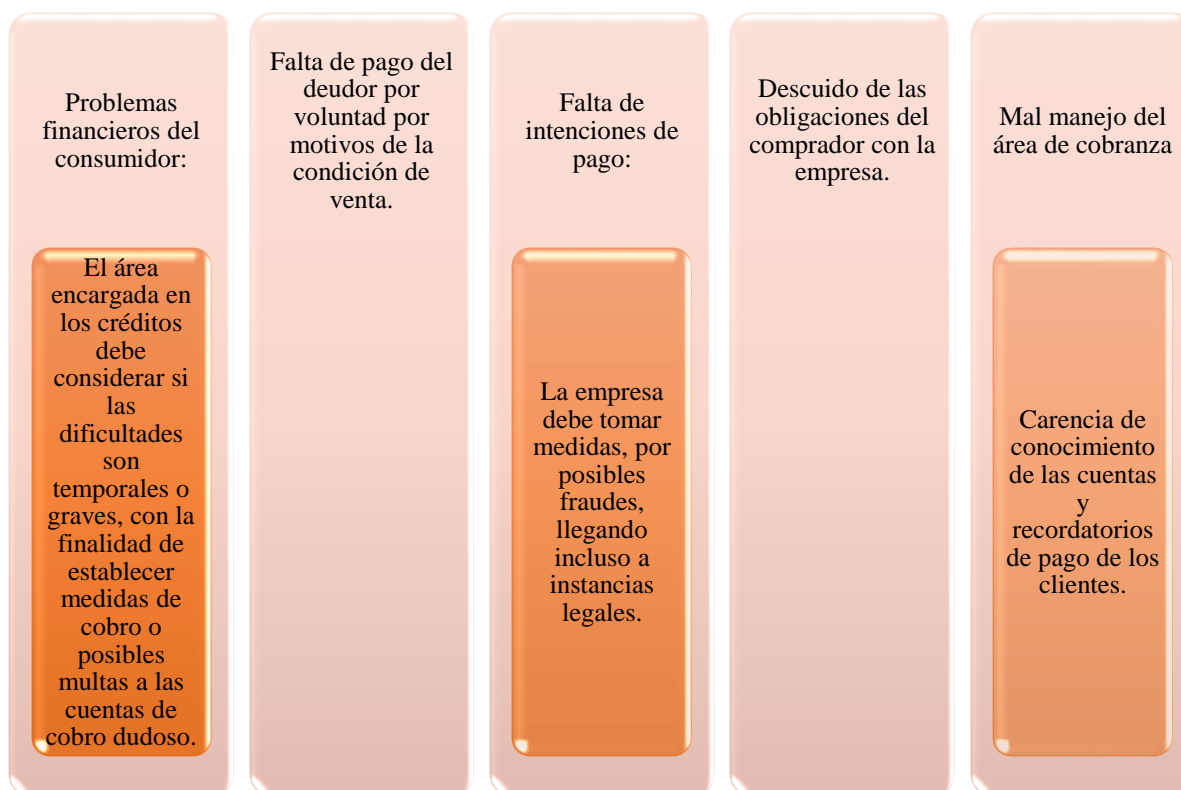 Problemas
financieros del
consumidor:
El área
encargada en
los créditos
debe
considerar si
las
dificultades
son
temporales o
graves, con la
finalidad de
establecer
medidas de
cobro o
posibles
multas a las
cuentas de
cobro dudoso.
Falta de pago del
deudor por
voluntad por
motivos de la
condición de
venta.
Falta de
intenciones de
pago:
La empresa
debe tomar
medidas, por
posibles
fraudes,
llegando
incluso a
instancias
legales.
Descuido de las
obligaciones del
comprador con la
empresa.
Mal manejo del
área de cobranza
Carencia de
conocimiento
de las cuentas
y
recordatorios
de pago de los
clientes.